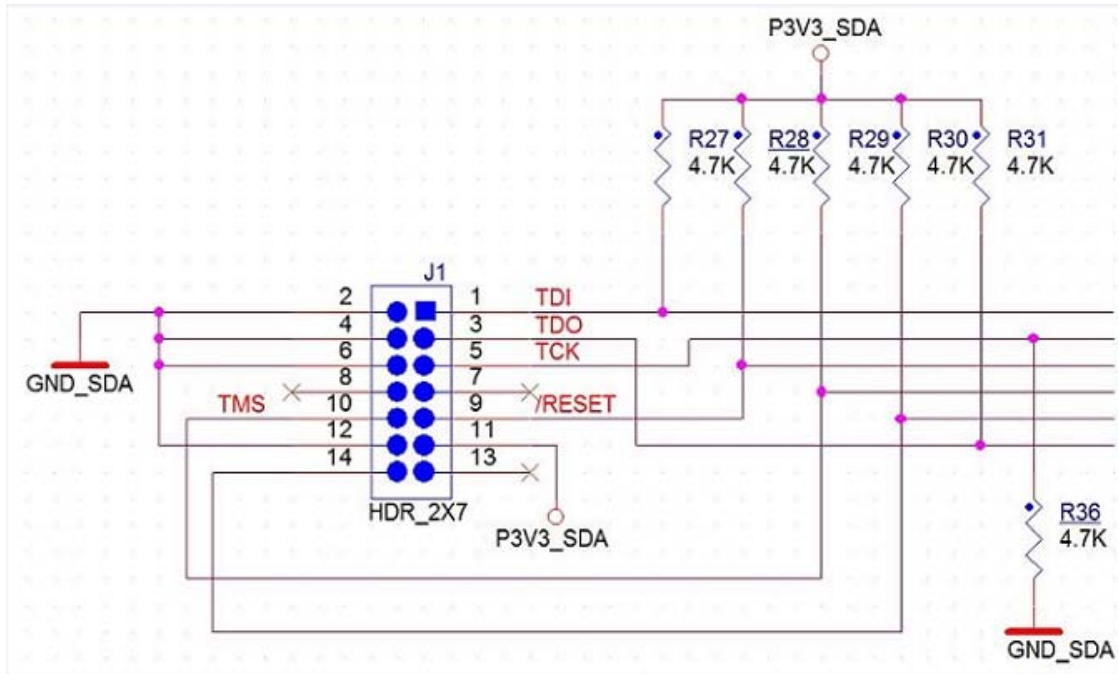 P3V3_SDA
R27 R28 R29 R30 R31
4.7K 4.7K 4.7K 4.7K 4.7K
J1
2 1 TDI
4 3 TDO
6 5 TCK
8 7
TMS 10 9 /RESET
12 11
14 13
GND_SDA
HDR_2X7
P3V3_SDA
R36
4.7K
GND_SDA